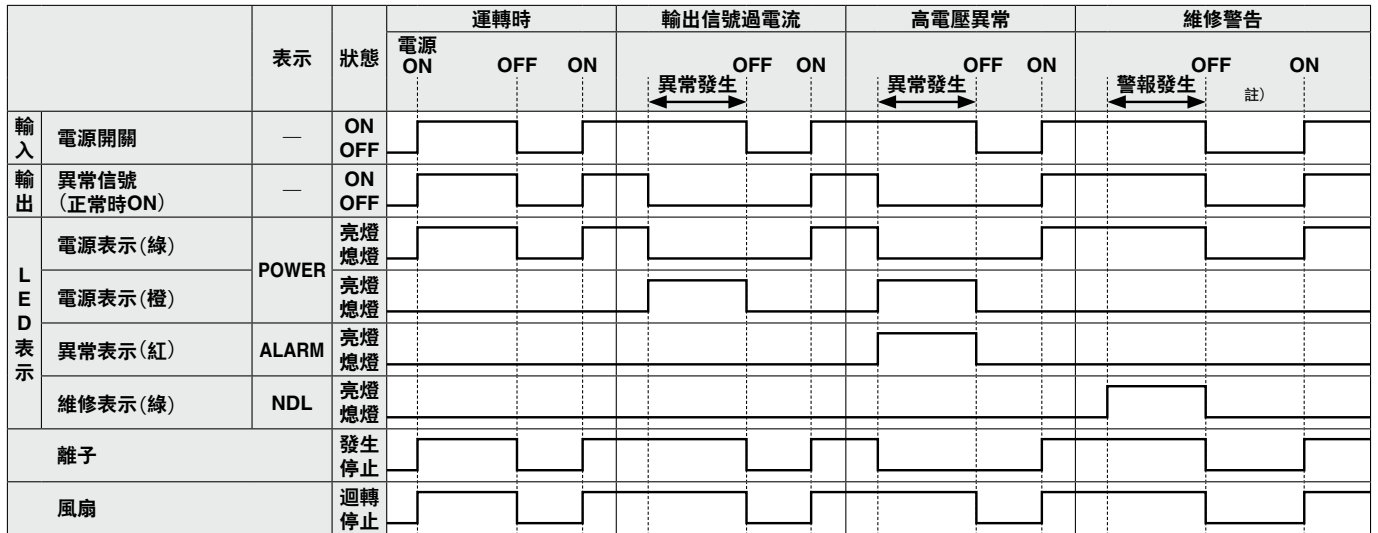 運轉時 輸出信號過電流 高電壓異常 維修警告
表示 狀態
電源
ON OFF ON OFF ON OFF ON OFF ON
異常發生 異常發生 警報發生 註）
輸入 電源開關 — ON
OFF
輸出 異常信號
（正常時ON） — ON
OFF
LED表示
電源表示(綠) POWER 亮燈
熄燈
電源表示(橙) 亮燈
熄燈
異常表示(紅) ALARM 亮燈
熄燈
維修表示(綠) NDL 亮燈
熄燈
離子 發生
停止
風扇 迴轉
停止